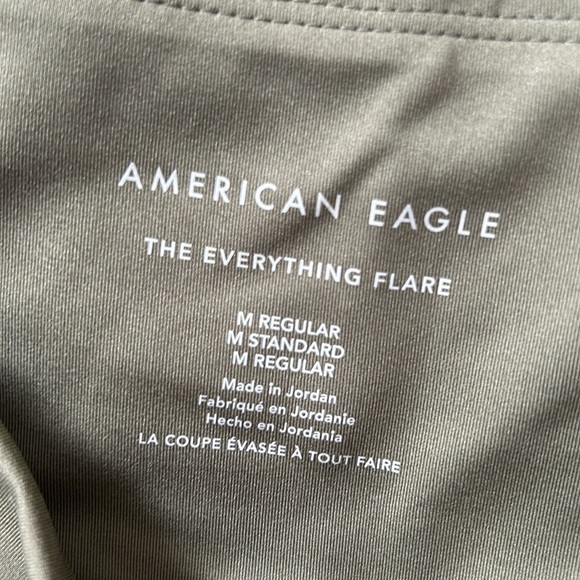 AMERICAN EAGLE
THE EVERYTHING FLARE
M REGULAR
M STANDARD
M REGULAR
Made in Jordan
Fabriqué en Jordanie
Hecho en Jordania
LA COUPE ÉVASÉE À TOUT FAIRE